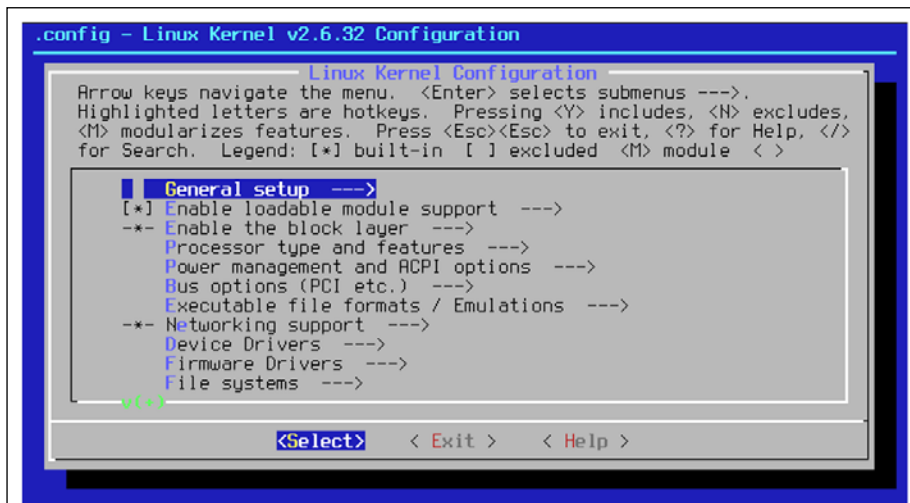 .config - Linux Kernel v2.6.32 Configuration
Linux Kernel Configuration
Arrow keys navigate the menu.  <Enter> selects submenus --->.
Highlighted letters are hotkeys.  Pressing <Y> includes, <N> excludes,
<M> modularizes features.  Press <Esc><Esc> to exit, <?> for Help, </>
for Search.  Legend: [*] built-in  [ ] excluded  <M> module  < >
General setup  --->
[*] Enable loadable module support  --->
-*- Enable the block layer  --->
Processor type and features  --->
Power management and ACPI options  --->
Bus options (PCI etc.)  --->
Executable file formats / Emulations  --->
-*- Networking support  --->
Device Drivers  --->
Firmware Drivers  --->
File systems  --->
v(+)
<Select>    < Exit >    < Help >